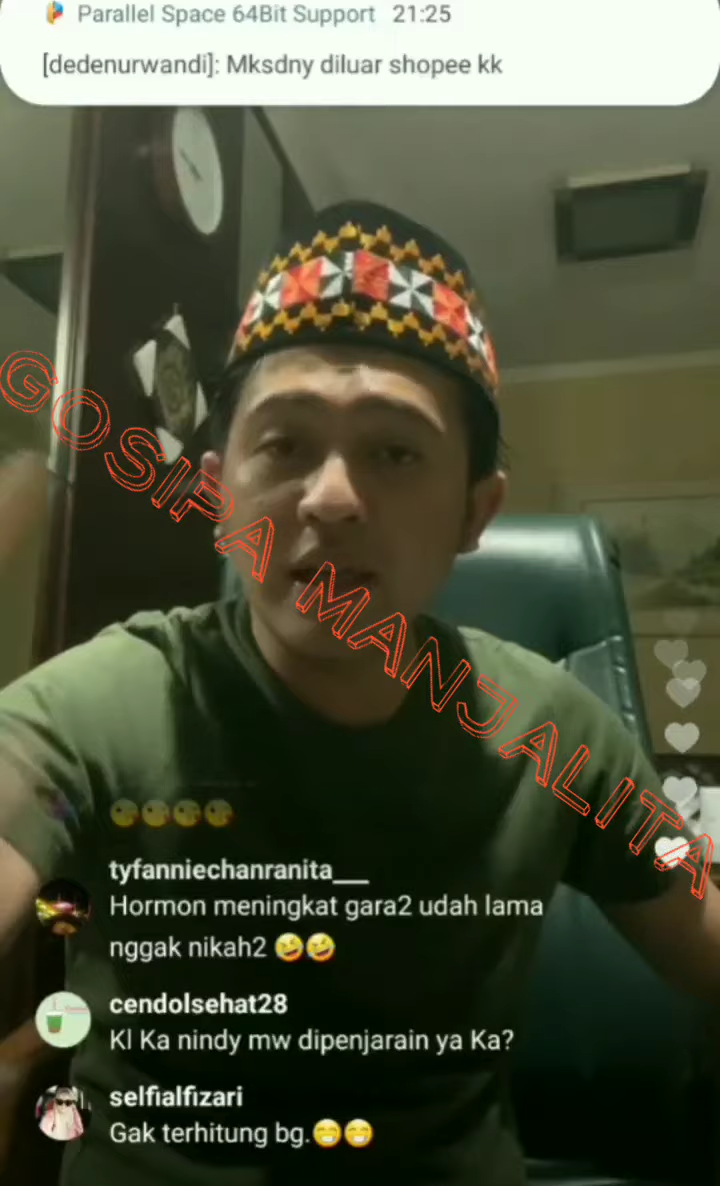 Parallel Space 64Bit Support 21:25
[dedenurwandi]: Mksdny diluar shopee kk
GOSIPA MANJALITA
😘😘😘😘
tyfanniechanranita___
Hormon meningkat gara2 udah lama
nggak nikah2 🤣🤣
cendolsehat28
Kl Ka nindy mw dipenjarain ya Ka?
selfialfizari
Gak terhitung bg.😁😁